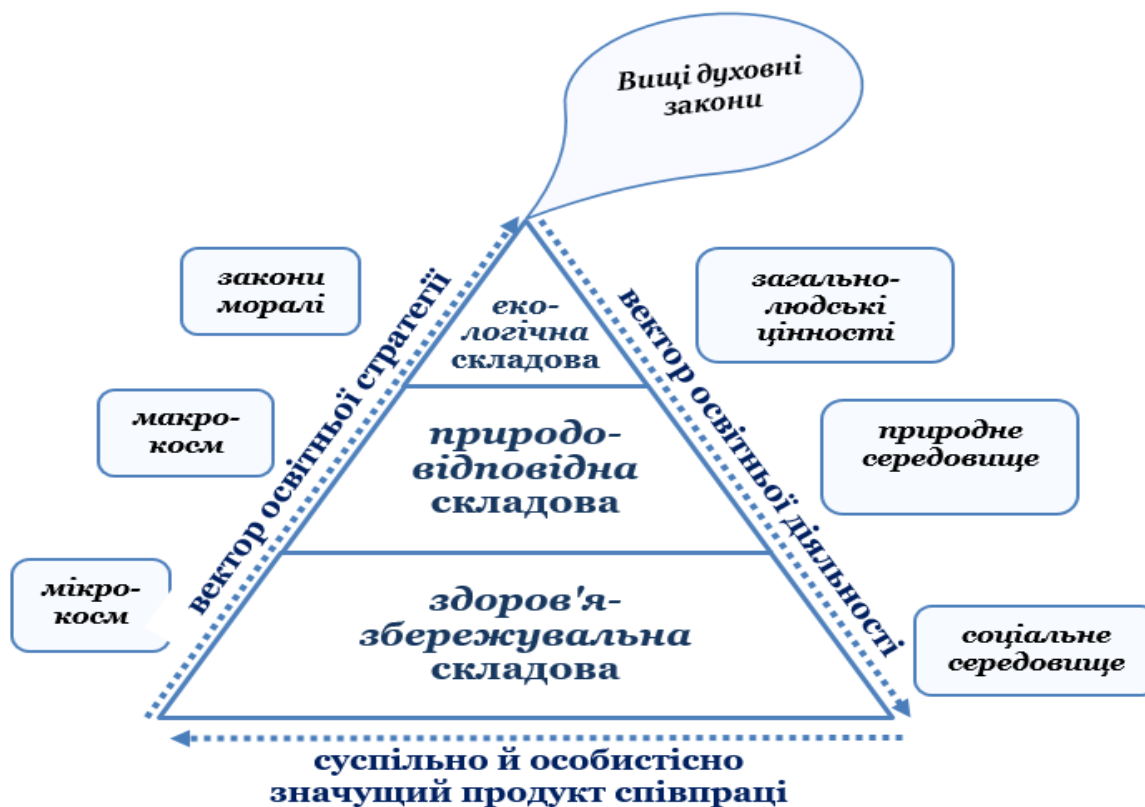 Вищі духовні
закони
закони
моралі
загально-
людські
цінності
еко-
логічна
складова
вектор освітньої стратегії
вектор освітньої діяльності
макро-
косм
природо-
відповідна
складова
природне
середовище
мікро-
косм
здоров'я-
збережувальна
складова
соціальне
середовище
суспільно й особистісно
значущий продукт співпраці